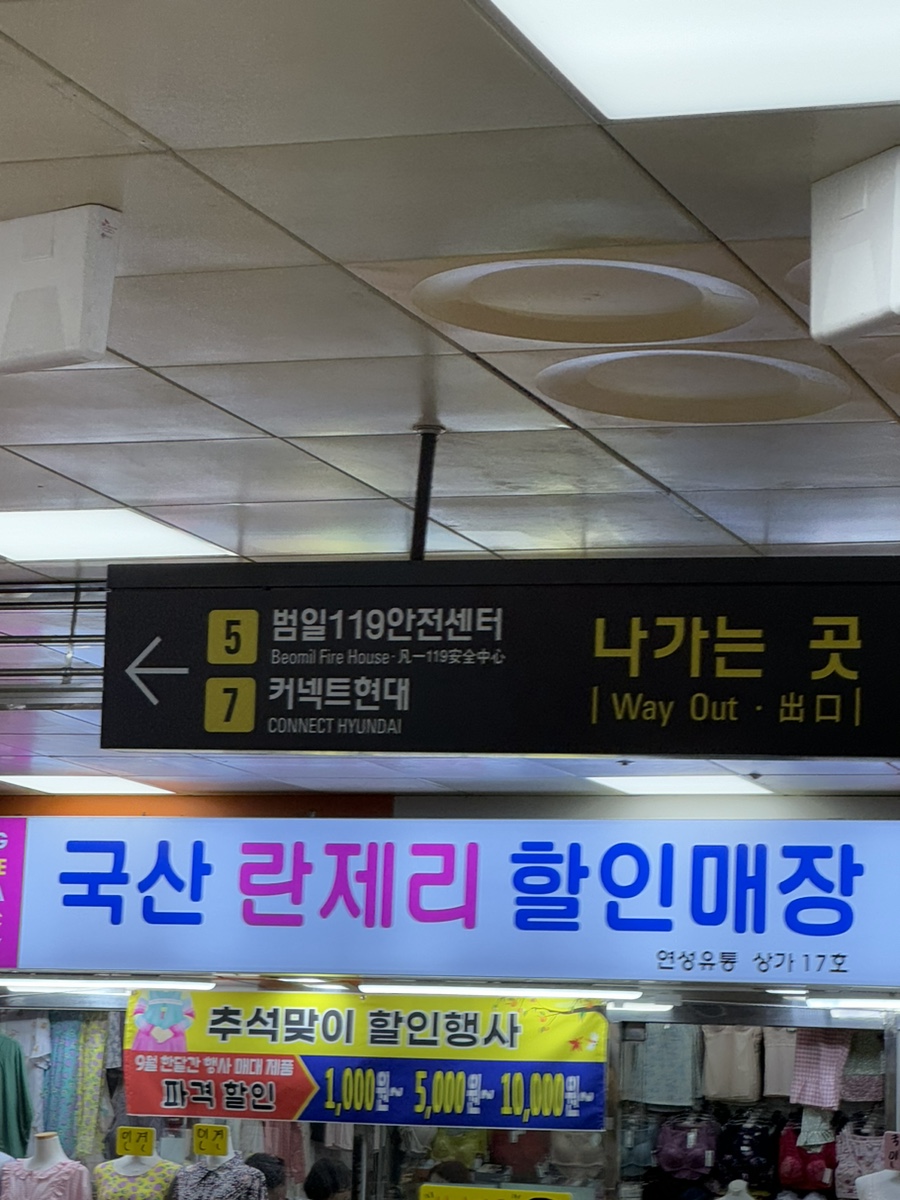 5 범일119안전센터
Beomil Fire House · 凡一119安全中心
7 커넥트현대
CONNECT HYUNDAI
나가는 곳
Way Out · 出口
국산 란제리 할인매장
연성유통 상가 17호
추석맞이 할인행사
9월 한달간 행사 매대 제품
파격 할인
1,000원~ 5,000원~ 10,000원~
인견 인견